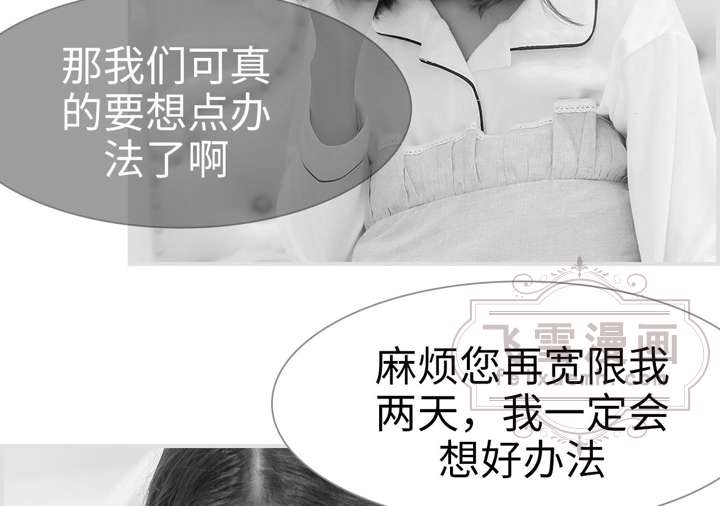 那我们可真
的要想点办
法了啊
飞雪漫画
麻烦您再宽限我
两天，我一定会
想好办法